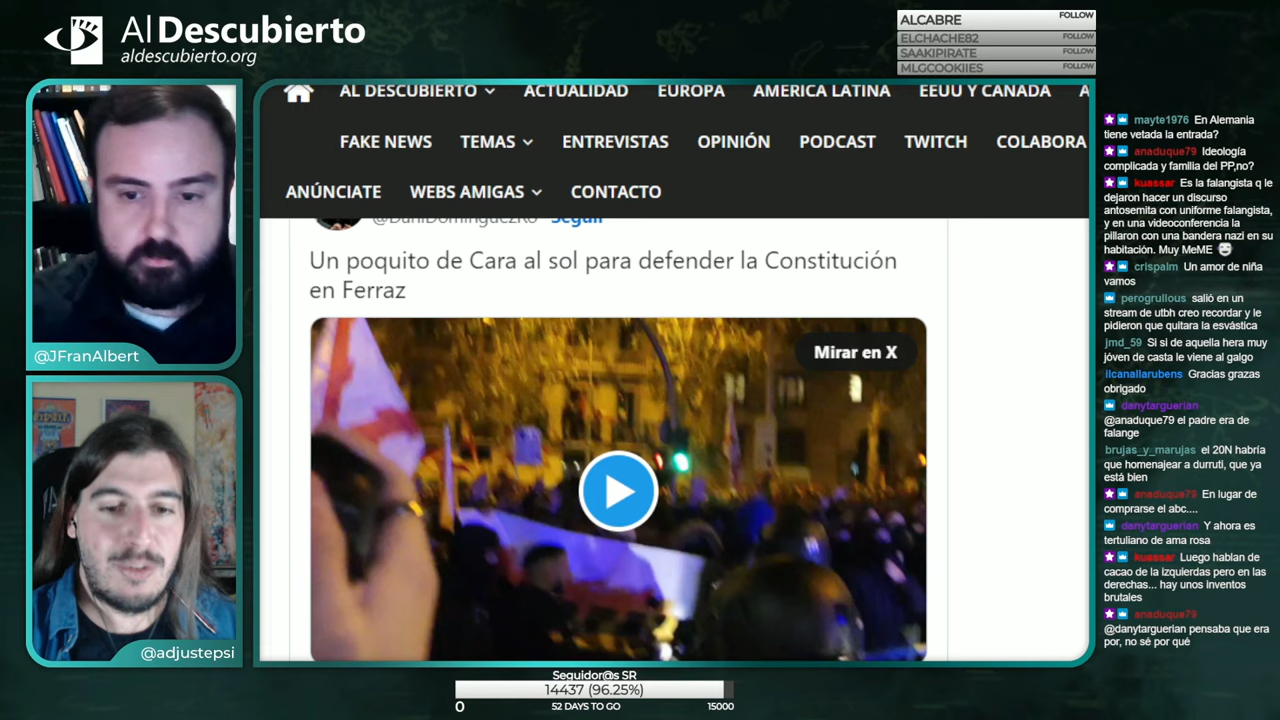 Al Descubierto
aldescubierto.org
ALCABRE FOLLOW
ELCHACHE82 FOLLOW
SAAKIPIRATE FOLLOW
MLGCOOKIIES FOLLOW
AL DESCUBIERTO ACTUALIDAD EUROPA AMÉRICA LATINA EEUU Y CANADÁ A
FAKE NEWS TEMAS ENTREVISTAS OPINIÓN PODCAST TWITCH COLABORA
ANÚNCIATE WEBS AMIGAS CONTACTO
@DaniDominguezRo Seguir
Un poquito de Cara al sol para defender la Constitución
en Ferraz
Mirar en X
@JFranAlbert
@adjustepsi
mayte1976 En Alemania
tiene vetada la entrada?
anaduque79 Ideología
complicada y familia del PP,no?
kuassar Es la falangista q le
dejaron hacer un discurso
antosemita con uniforme falangista,
y en una videoconferencia la
pillaron con una bandera nazi en su
habitación. Muy MeME
crispalm Un amor de niña
vamos
perogrullous salió en un
stream de utbh creo recordar y le
pidieron que quitara la esvástica
jmd_59 Si si de aquella hera muy
jóven de casta le viene al galgo
ilcanallarubens Gracias grazas
obrigado
danytarguerian
@anaduque79 el padre era de
falange
brujas_y_marujas el 20N habría
que homenajear a durruti, que ya
está bien
anaduque79 En lugar de
comprarse el abc....
danytarguerian Y ahora es
tertuliano de ama rosa
kuassar Luego hablan de
cacao de la izquierdas pero en las
derechas... hay unos inventos
brutales
anaduque79
@danytarguerian pensaba que era
por, no sé por qué
Seguidor@s SR
14437 (96.25%)
0 52 DAYS TO GO 15000